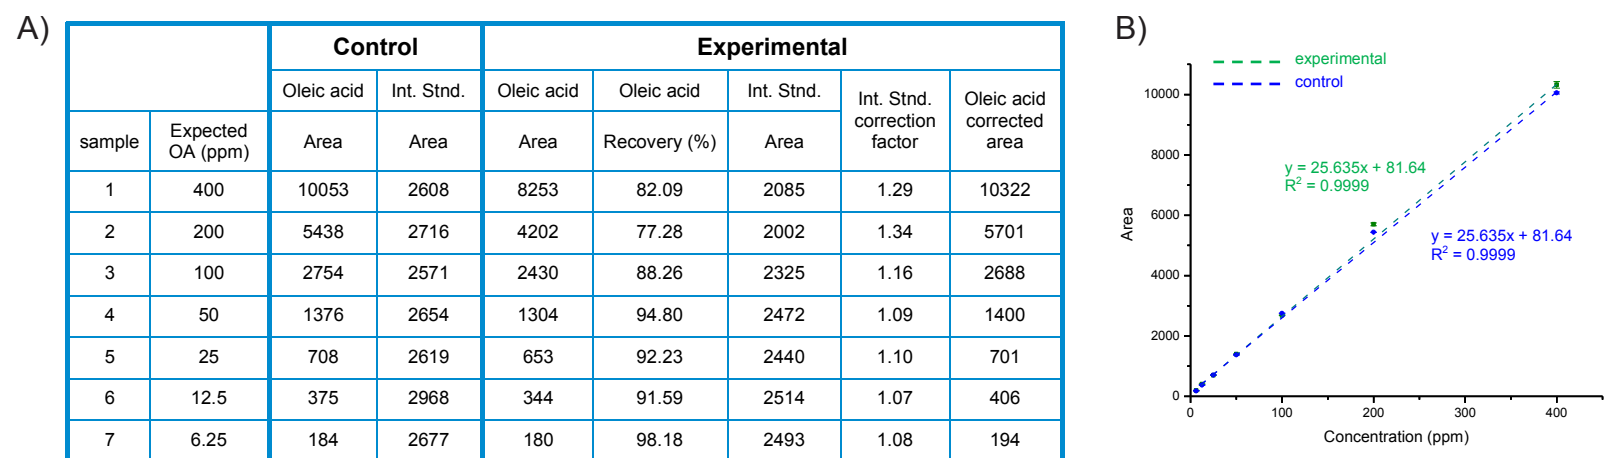 A)
Control Experimental
Oleic acid Int. Stnd. Oleic acid Oleic acid Int. Stnd. Int. Stnd. correction factor Oleic acid corrected area
sample Expected OA (ppm) Area Area Area Recovery (%) Area
1 400 10053 2608 8253 82.09 2085 1.29 10322
2 200 5438 2716 4202 77.28 2002 1.34 5701
3 100 2754 2571 2430 88.26 2325 1.16 2688
4 50 1376 2654 1304 94.80 2472 1.09 1400
5 25 708 2619 653 92.23 2440 1.10 701
6 12.5 375 2968 344 91.59 2514 1.07 406
7 6.25 184 2677 180 98.18 2493 1.08 194
B)
experimental
control
10000
8000
6000
4000
2000
0
Area
y = 25.635x + 81.64
R² = 0.9999
y = 25.635x + 81.64
R² = 0.9999
0 100 200 300 400
Concentration (ppm)